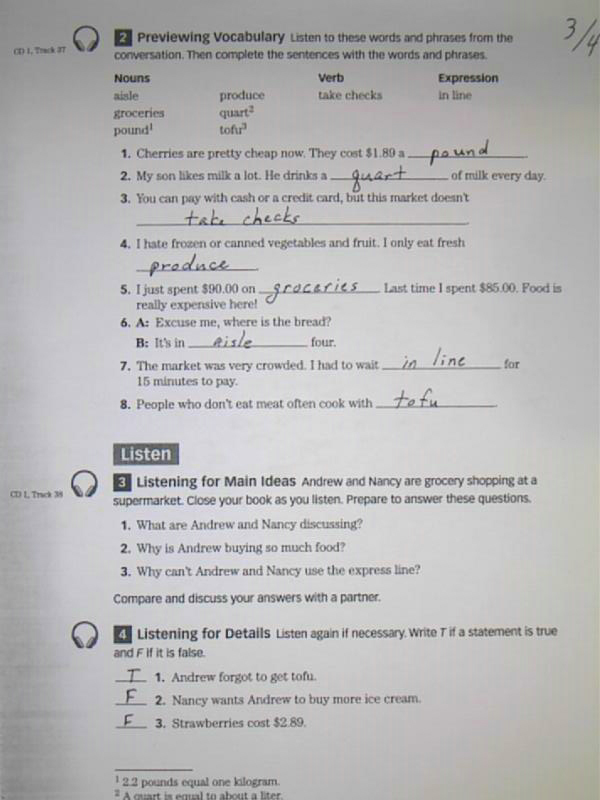 3/4
CD 1, Track 37
2 Previewing Vocabulary Listen to these words and phrases from the
conversation. Then complete the sentences with the words and phrases.
Nouns Verb Expression
aisle produce take checks in line
groceries quart²
pound¹ tofu³
1. Cherries are pretty cheap now. They cost $1.89 a pound.
2. My son likes milk a lot. He drinks a quart of milk every day.
3. You can pay with cash or a credit card, but this market doesn't
take checks.
4. I hate frozen or canned vegetables and fruit. I only eat fresh
produce.
5. I just spent $90.00 on groceries. Last time I spent $85.00. Food is
really expensive here!
6. A: Excuse me, where is the bread?
B: It's in aisle four.
7. The market was very crowded. I had to wait in line for
15 minutes to pay.
8. People who don't eat meat often cook with tofu.
Listen
CD 1, Track 38
3 Listening for Main Ideas Andrew and Nancy are grocery shopping at a
supermarket. Close your book as you listen. Prepare to answer these questions.
1. What are Andrew and Nancy discussing?
2. Why is Andrew buying so much food?
3. Why can't Andrew and Nancy use the express line?
Compare and discuss your answers with a partner.
4 Listening for Details Listen again if necessary. Write T if a statement is true
and F if it is false.
T 1. Andrew forgot to get tofu.
F 2. Nancy wants Andrew to buy more ice cream.
F 3. Strawberries cost $2.89.
¹ 2.2 pounds equal one kilogram.
² A quart is equal to about a liter.